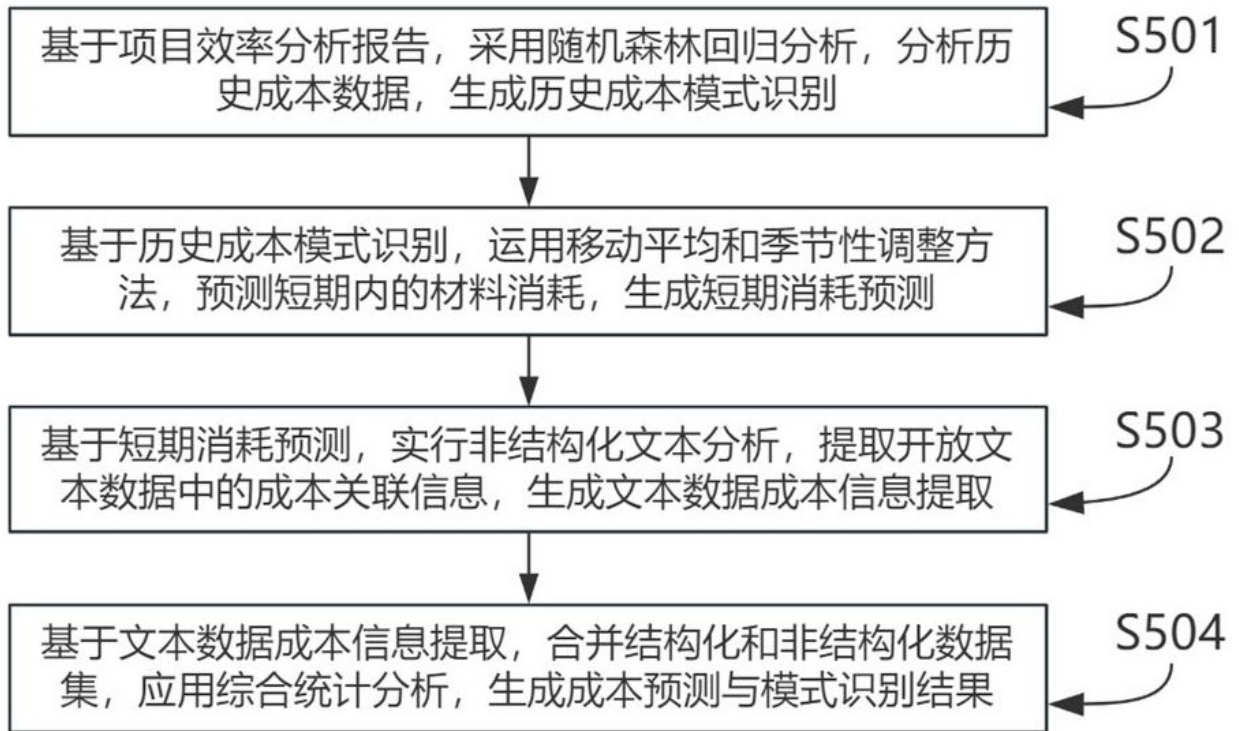 基于项目效率分析报告，采用随机森林回归分析，分析历
史成本数据，生成历史成本模式识别
S501
基于历史成本模式识别，运用移动平均和季节性调整方
法，预测短期内的材料消耗，生成短期消耗预测
S502
基于短期消耗预测，实行非结构化文本分析，提取开放文
本数据中的成本关联信息，生成文本数据成本信息提取
S503
基于文本数据成本信息提取，合并结构化和非结构化数据
集，应用综合统计分析，生成成本预测与模式识别结果
S504